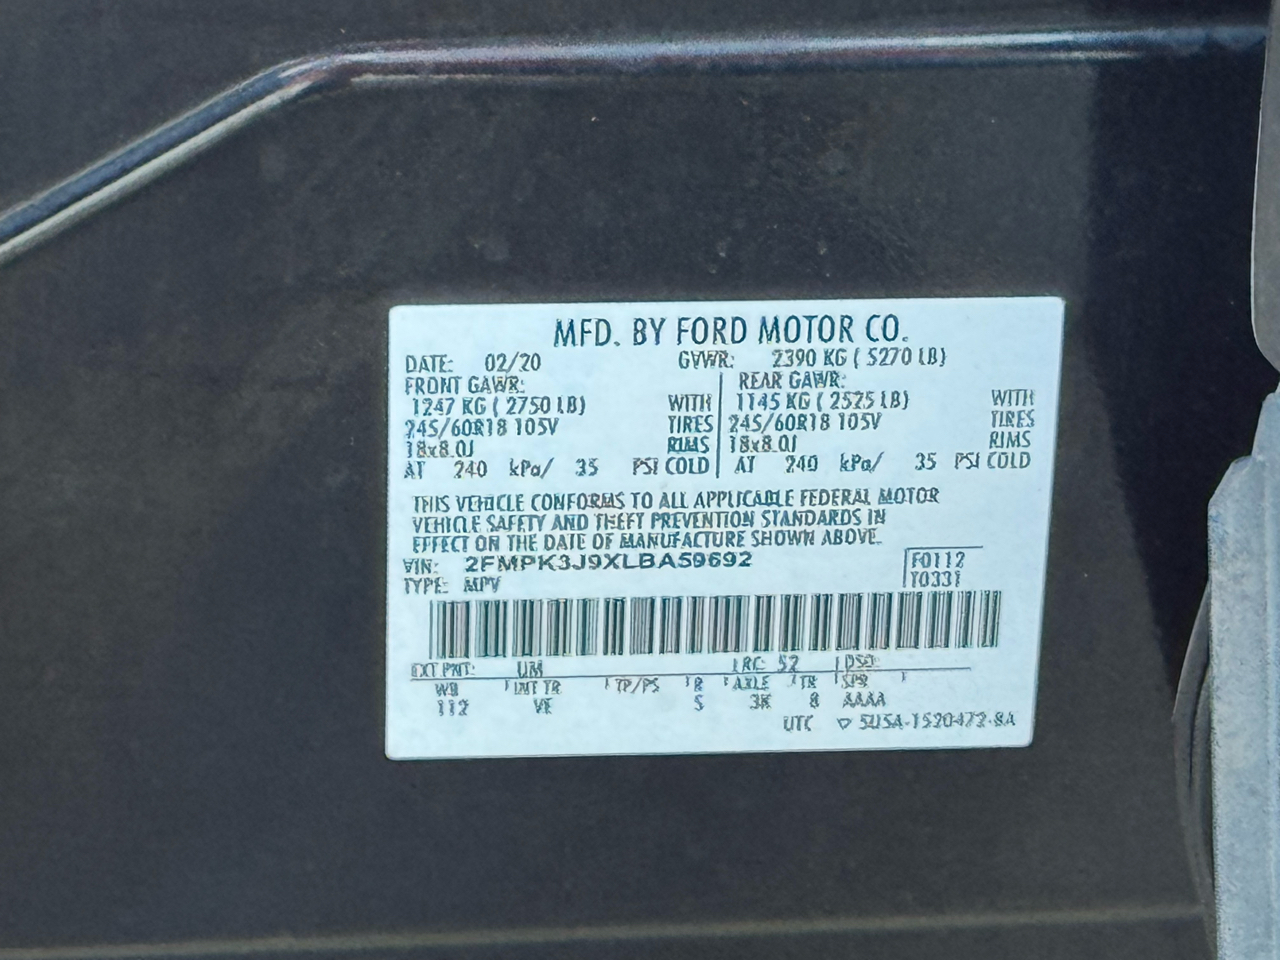 MFD. BY FORD MOTOR CO.
DATE: 02/20 GVWR: 2390 KG ( 5270 LB)
FRONT GAWR: REAR GAWR:
1247 KG ( 2750 LB) WITH 1145 KG ( 2525 LB) WITH
245/60R18 105V TIRES 245/60R18 105V TIRES
18x8.0J RIMS 18x8.0J RIMS
AT 240 kPa/ 35 PSI COLD AT 240 kPa/ 35 PSI COLD
THIS VEHICLE CONFORMS TO ALL APPLICABLE FEDERAL MOTOR
VEHICLE SAFETY AND THEFT PREVENTION STANDARDS IN
EFFECT ON THE DATE OF MANUFACTURE SHOWN ABOVE.
VIN: 2FMPK3J9XLBA59692 F0112
TYPE: MPV T0331
EXT PNT: UM RC: 52 DSO:
WB INT TR TP/PS R AXLE TR SPR
112 VE 5 3K 8 AAAA
UTC ▽ 5U5A-1520472-8A